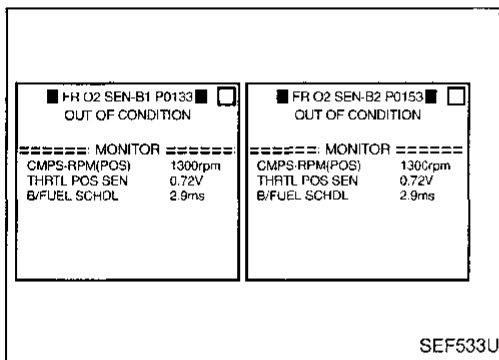 FR O2 SEN-B1 P0133
OUT OF CONDITION
======: MONITOR ======
CMPS-RPM(POS) 1300rpm
THRTL POS SEN 0.72V
B/FUEL SCHDL 2.9ms
FR O2 SEN-B2 P0153
OUT OF CONDITION
======: MONITOR ======
CMPS-RPM(POS) 1300rpm
THRTL POS SEN 0.72V
B/FUEL SCHDL 2.9ms
SEF533U